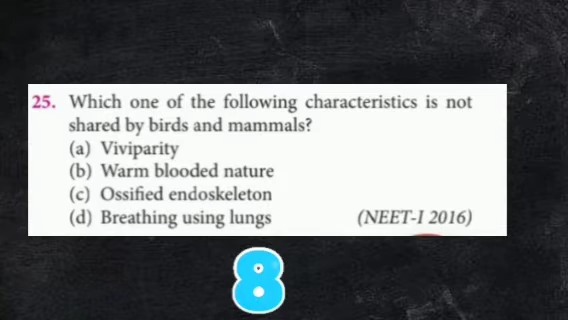 25. Which one of the following characteristics is not
shared by birds and mammals?
(a) Viviparity
(b) Warm blooded nature
(c) Ossified endoskeleton
(d) Breathing using lungs (NEET-I 2016)
8